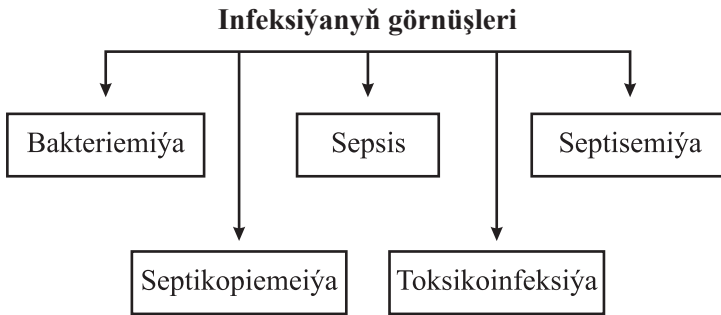 Infeksiýanyň görnüşleri
Bakteriemiýa
Sepsis
Septisemiýa
Septikopiemeiýa
Toksikoinfeksiýa